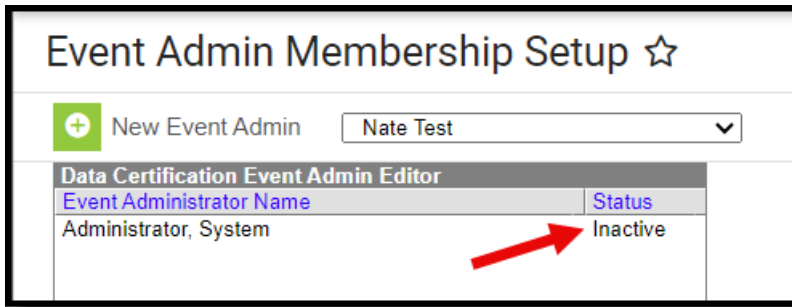 Event Admin Membership Setup
New Event Admin Nate Test
Data Certification Event Admin Editor
Event Administrator Name Status
Administrator, System Inactive